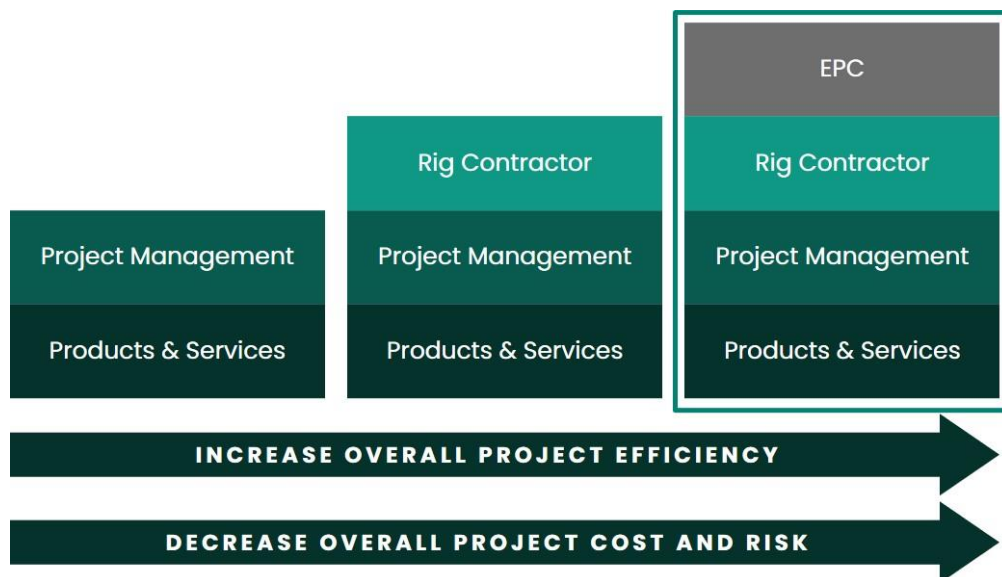 EPC
Rig Contractor
Rig Contractor
Project Management
Project Management
Project Management
Products & Services
Products & Services
Products & Services
INCREASE OVERALL PROJECT EFFICIENCY
DECREASE OVERALL PROJECT COST AND RISK